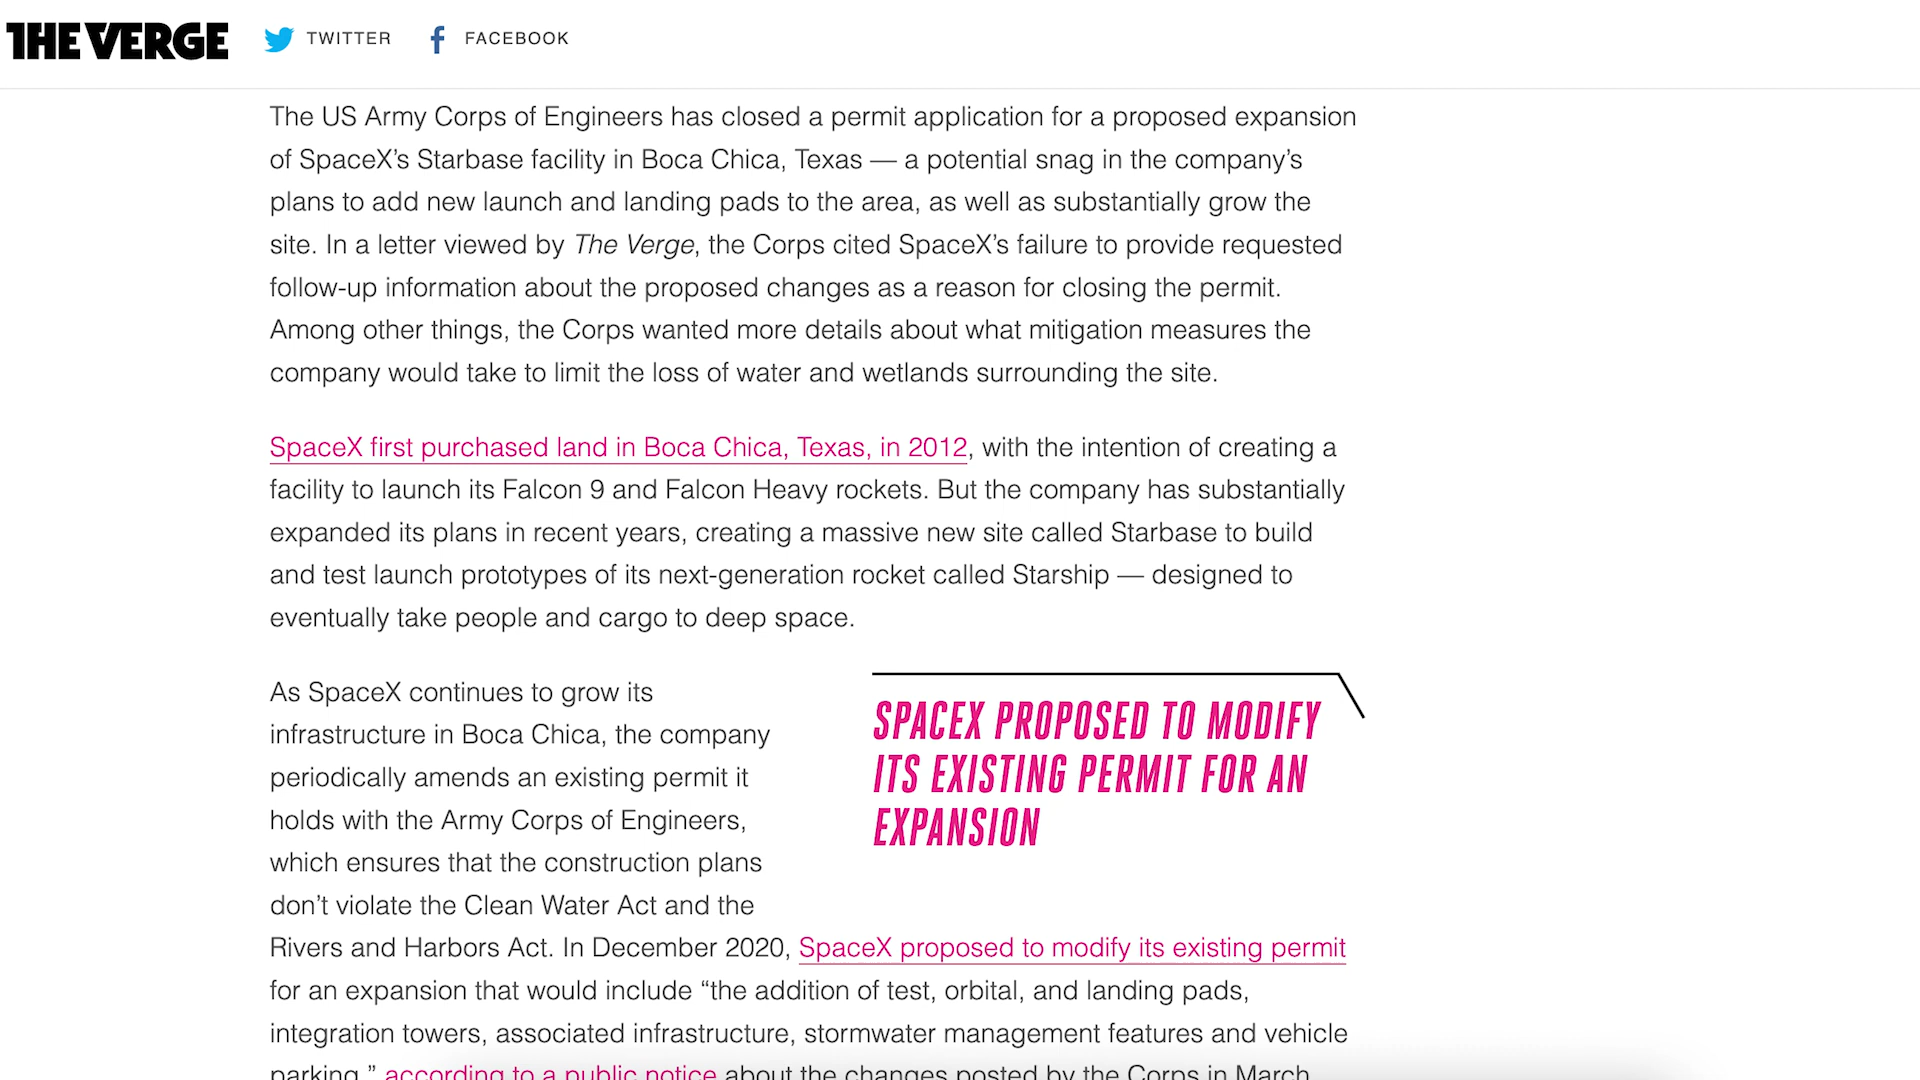 THE VERGE TWITTER FACEBOOK
The US Army Corps of Engineers has closed a permit application for a proposed expansion
of SpaceX’s Starbase facility in Boca Chica, Texas — a potential snag in the company’s
plans to add new launch and landing pads to the area, as well as substantially grow the
site. In a letter viewed by The Verge, the Corps cited SpaceX’s failure to provide requested
follow-up information about the proposed changes as a reason for closing the permit.
Among other things, the Corps wanted more details about what mitigation measures the
company would take to limit the loss of water and wetlands surrounding the site.
SpaceX first purchased land in Boca Chica, Texas, in 2012, with the intention of creating a
facility to launch its Falcon 9 and Falcon Heavy rockets. But the company has substantially
expanded its plans in recent years, creating a massive new site called Starbase to build
and test launch prototypes of its next-generation rocket called Starship — designed to
eventually take people and cargo to deep space.
As SpaceX continues to grow its
infrastructure in Boca Chica, the company
periodically amends an existing permit it
holds with the Army Corps of Engineers,
which ensures that the construction plans
don’t violate the Clean Water Act and the
SPACEX PROPOSED TO MODIFY
ITS EXISTING PERMIT FOR AN
EXPANSION
Rivers and Harbors Act. In December 2020, SpaceX proposed to modify its existing permit
for an expansion that would include “the addition of test, orbital, and landing pads,
integration towers, associated infrastructure, stormwater management features and vehicle
parking,” according to a public notice about the changes posted by the Corps in March